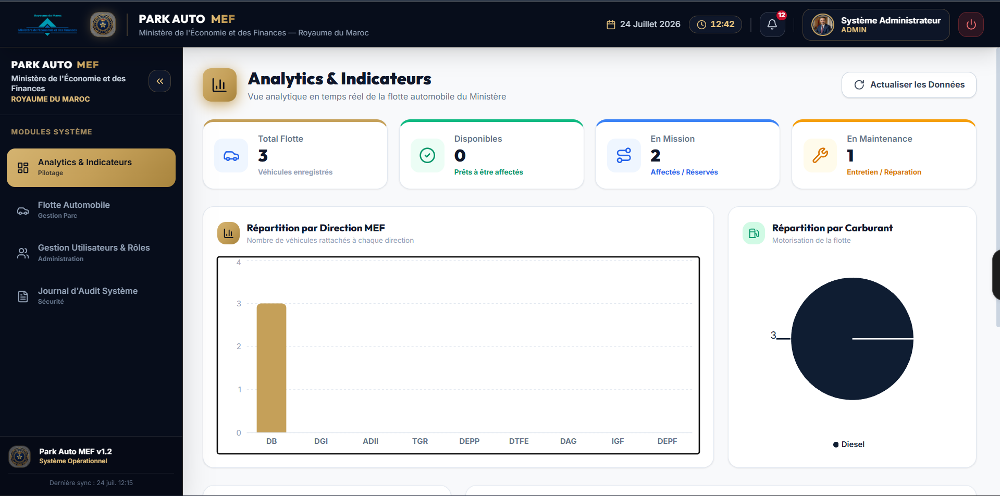 Royaume du Maroc
Ministère de l'Économie et des Finances
PARK AUTO MEF
Ministère de l'Économie et des Finances — Royaume du Maroc
24 Juillet 2026
12:42
12
Système Administrateur
ADMIN
PARK AUTO MEF
Ministère de l'Économie et des
Finances
ROYAUME DU MAROC
MODULES SYSTÈME
Analytics & Indicateurs
Pilotage
Flotte Automobile
Gestion Parc
Gestion Utilisateurs & Rôles
Administration
Journal d'Audit Système
Sécurité
Park Auto MEF v1.2
Système Opérationnel
Dernière sync : 24 juil. 12:15
Analytics & Indicateurs
Vue analytique en temps réel de la flotte automobile du Ministère
Actualiser les Données
Total Flotte
3
Véhicules enregistrés
Disponibles
0
Prêts à être affectés
En Mission
2
Affectés / Réservés
En Maintenance
1
Entretien / Réparation
Répartition par Direction MEF
Nombre de véhicules rattachés à chaque direction
4
3
2
1
0
DB DGI ADII TGR DEPP DTFE DAG IGF DEPF
Répartition par Carburant
Motorisation de la flotte
3
Diesel